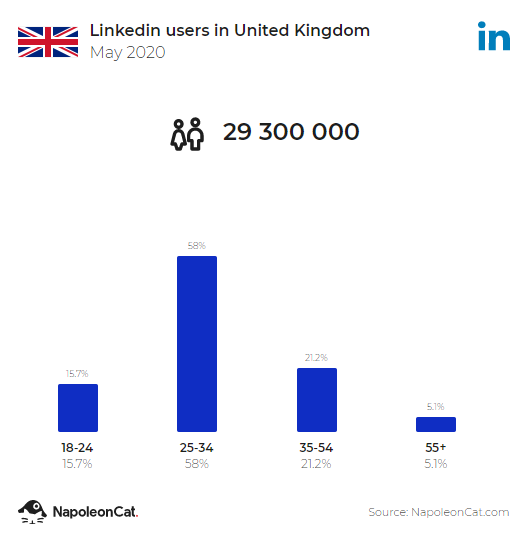 Linkedin users in United Kingdom
May 2020
in
29 300 000
15.7%
58%
21.2%
5.1%
18-24
15.7%
25-34
58%
35-54
21.2%
55+
5.1%
NapoleonCat.
Source: NapoleonCat.com